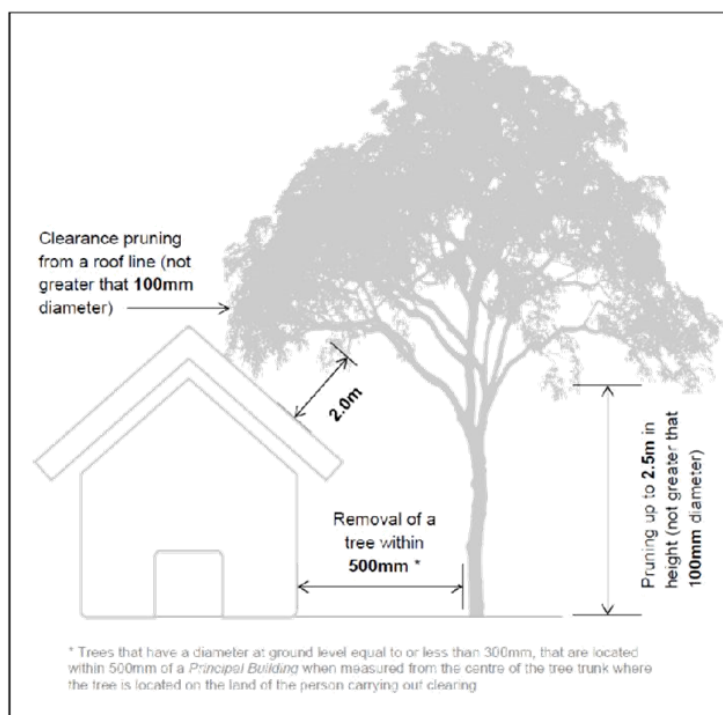 Clearance pruning
from a roof line (not
greater that 100mm
diameter)
2.0m
Removal of a
tree within
500mm *
Pruning up to 2.5m in
height (not greater that
100mm diameter)
* Trees that have a diameter at ground level equal to or less than 300mm, that are located
within 500mm of a Principal Building when measured from the centre of the tree trunk where
the tree is located on the land of the person carrying out clearing